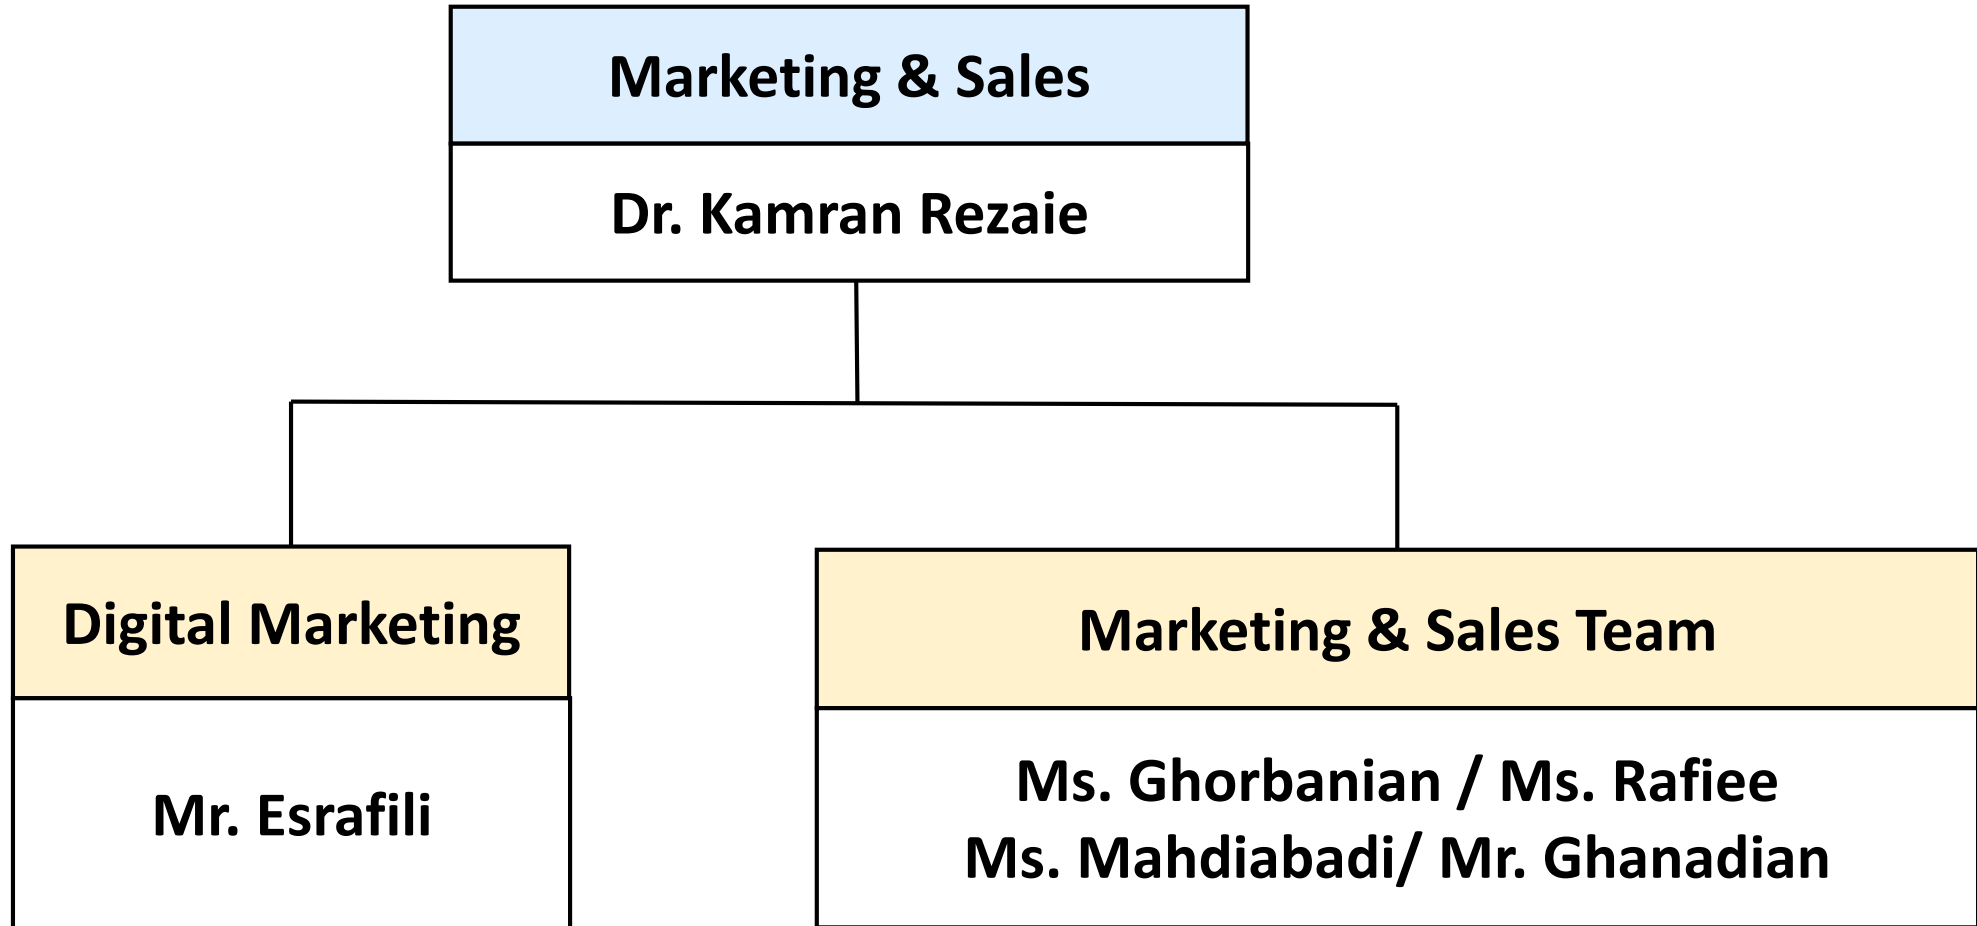 Marketing & Sales
Dr. Kamran Rezaie
Digital Marketing
Mr. Esrafili
Marketing & Sales Team
Ms. Ghorbanian / Ms. Rafiee
Ms. Mahdiabadi/ Mr. Ghanadian